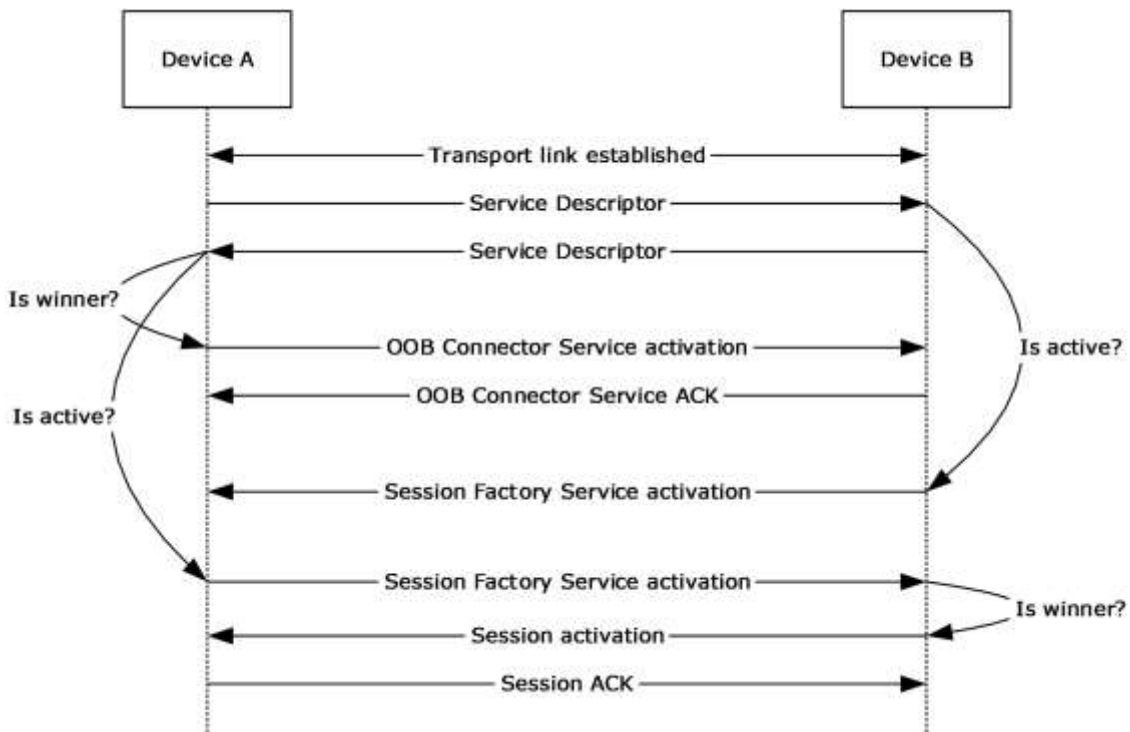 Device A
Device B
Transport link established
Service Descriptor
Service Descriptor
Is winner?
OOB Connector Service activation
Is active?
OOB Connector Service ACK
Is active?
Session Factory Service activation
Session Factory Service activation
Is winner?
Session activation
Session ACK